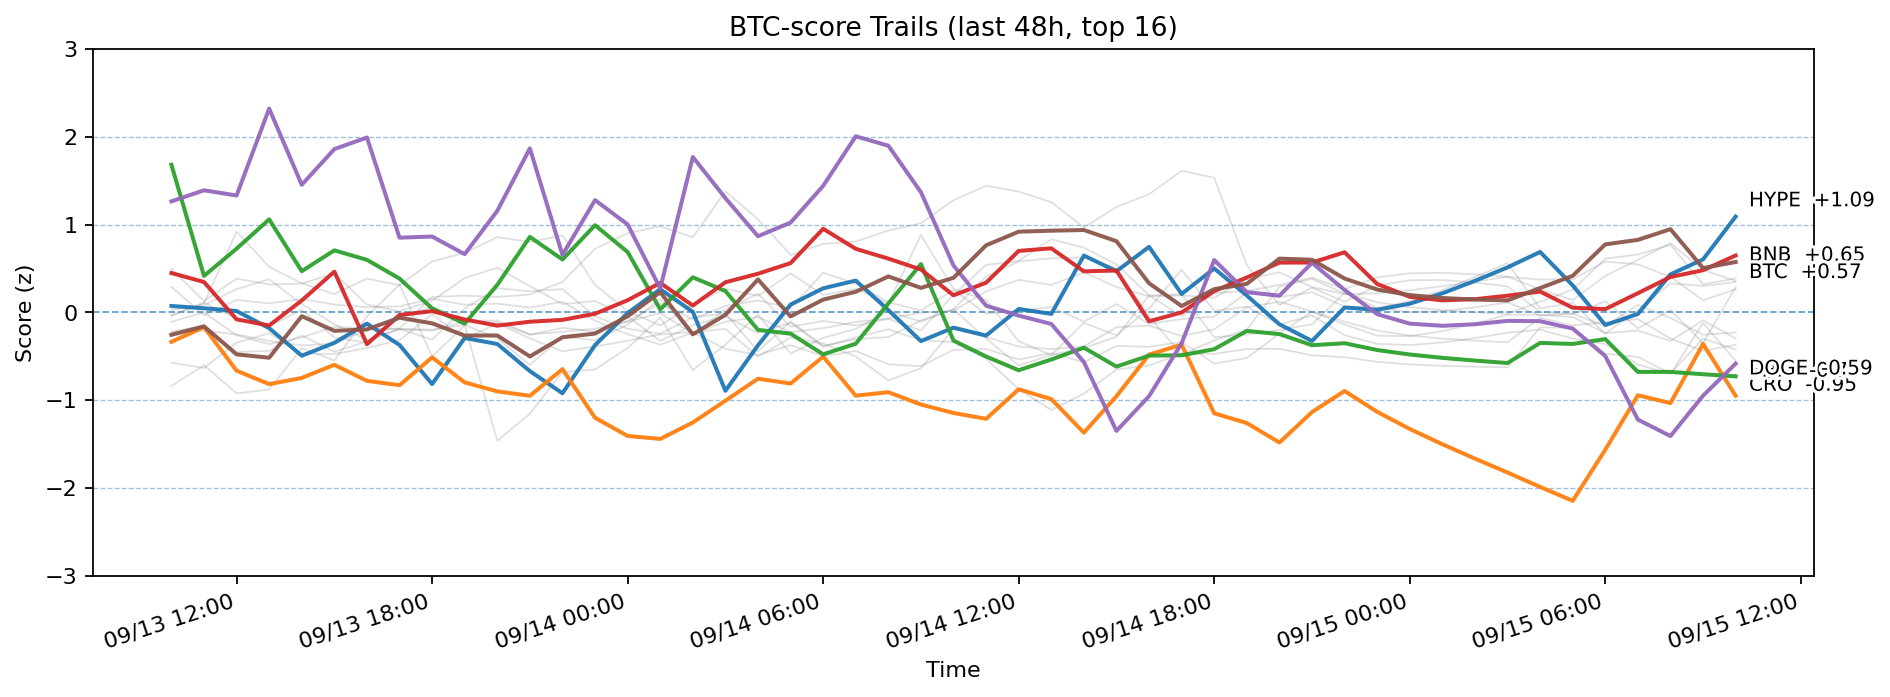 BTC-score Trails (last 48h, top 16)
3
2
1
0
−1
−2
−3
Score (z)
HYPE +1.09
BNB +0.65
BTC +0.57
DOGE -0.59
CRO -0.95
09/13 12:00
09/13 18:00
09/14 00:00
09/14 06:00
09/14 12:00
09/14 18:00
09/15 00:00
09/15 06:00
09/15 12:00
Time